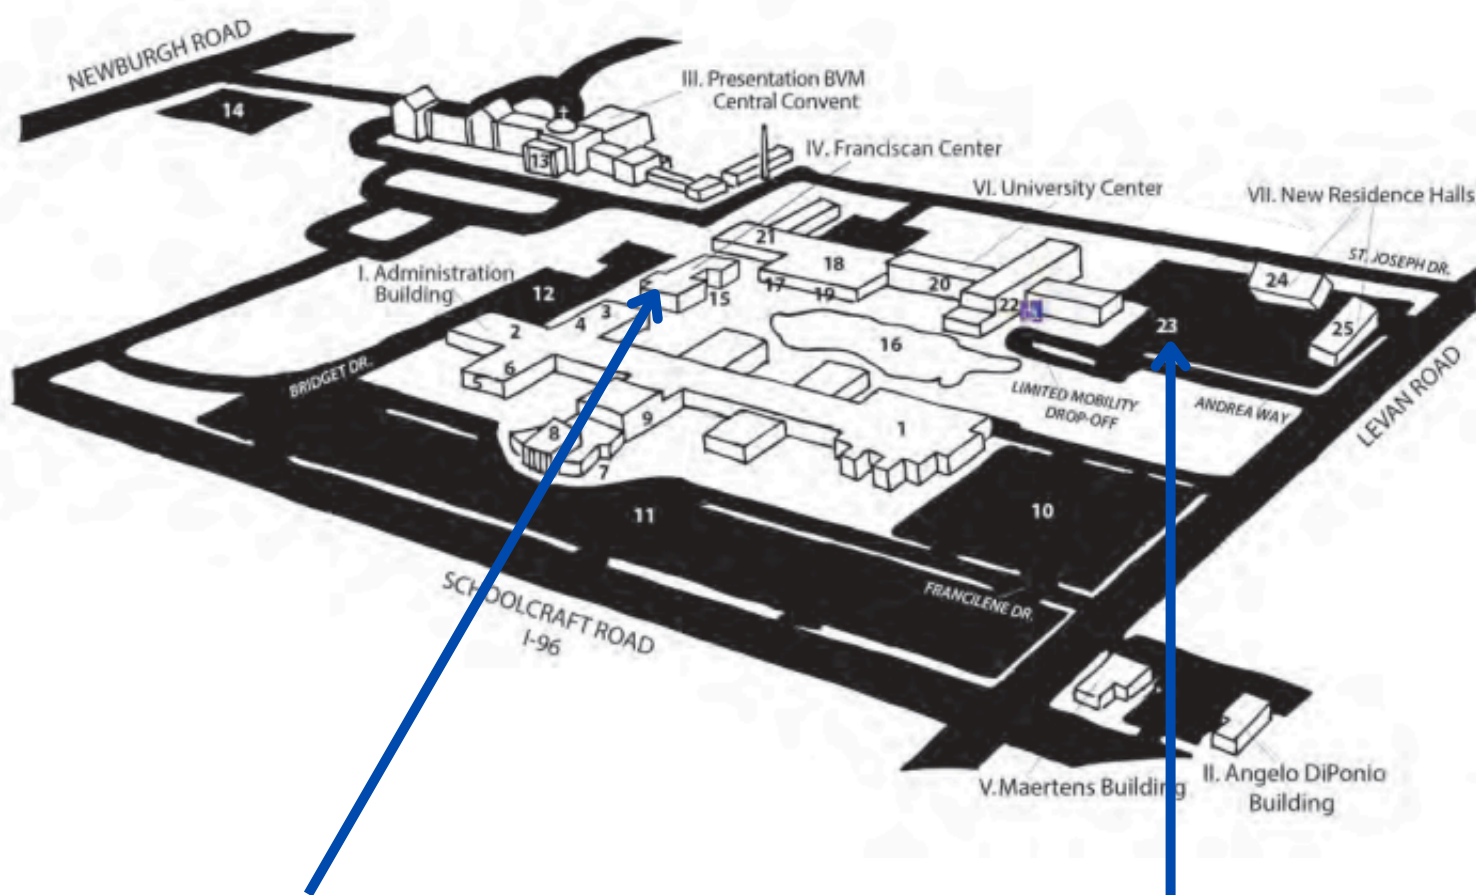 NEWBURGH ROAD
14
III. Presentation BVM
Central Convent
13
IV. Franciscan Center
VI. University Center
VII. New Residence Halls
ST. JOSEPH DR.
21
18
17
19
20
22
24
25
23
I. Administration
Building
12
15
3
4
2
6
5
16
BRIDGET DR.
LIMITED MOBILITY
DROP-OFF
ANDREA WAY
LEVAN ROAD
8
9
7
1
11
10
FRANCILENE DR.
SCHOOLCRAFT ROAD
I-96
V. Maertens Building
II. Angelo DiPonio
Building